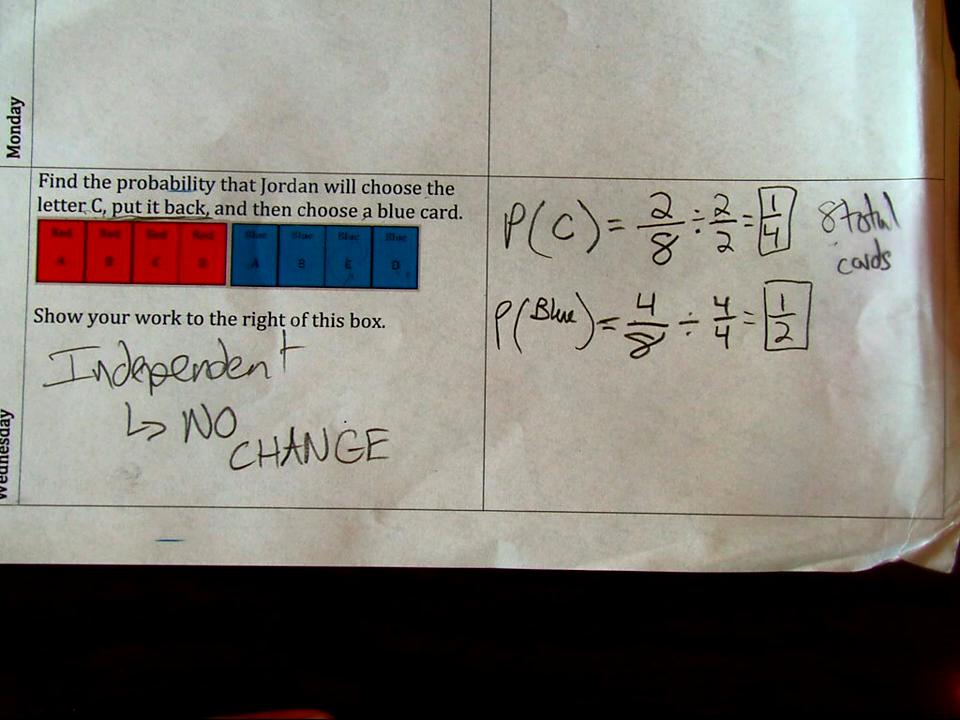 Monday
Find the probability that Jordan will choose the
letter C, put it back, and then choose a blue card.
Red Red Red Red Blue Blue Blue Blue
A B C D A B C D
Show your work to the right of this box.
Independent
↳ NO
CHANGE
P(C) = 2/8 ÷ 2/2 = 1/4
8 total
cards
P(Blue) = 4/8 ÷ 4/4 = 1/2
Wednesday